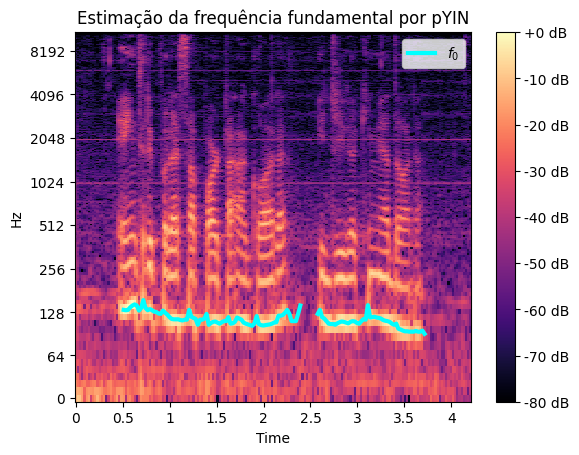 Estimação da frequência fundamental por pYIN
f0
8192
4096
2048
1024
512
256
128
64
0
Hz
0
0.5
1
1.5
2
2.5
3
3.5
4
Time
+0 dB
-10 dB
-20 dB
-30 dB
-40 dB
-50 dB
-60 dB
-70 dB
-80 dB